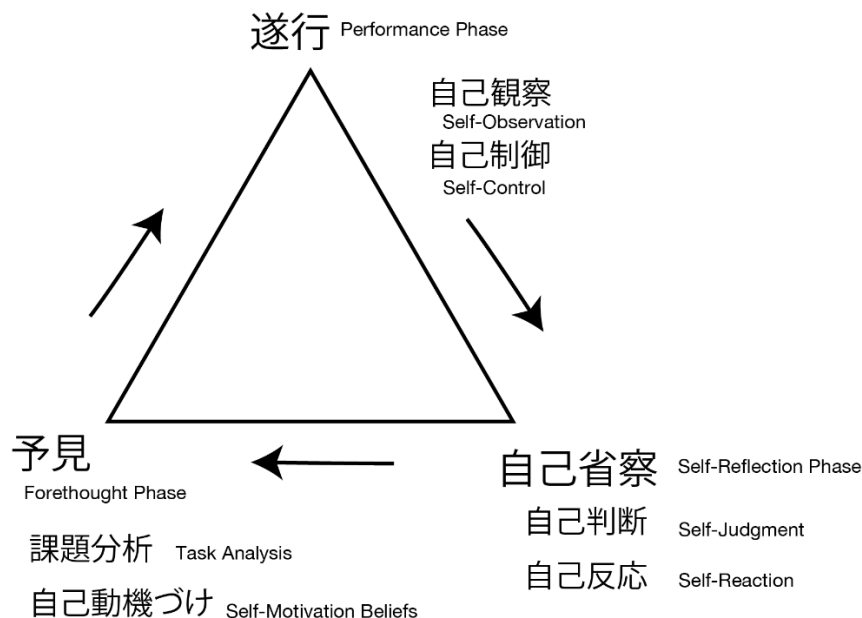 遂行 Performance Phase
自己観察
Self-Observation
自己制御
Self-Control
予見
Forethought Phase
課題分析 Task Analysis
自己動機づけ Self-Motivation Beliefs
自己省察 Self-Reflection Phase
自己判断 Self-Judgment
自己反応 Self-Reaction